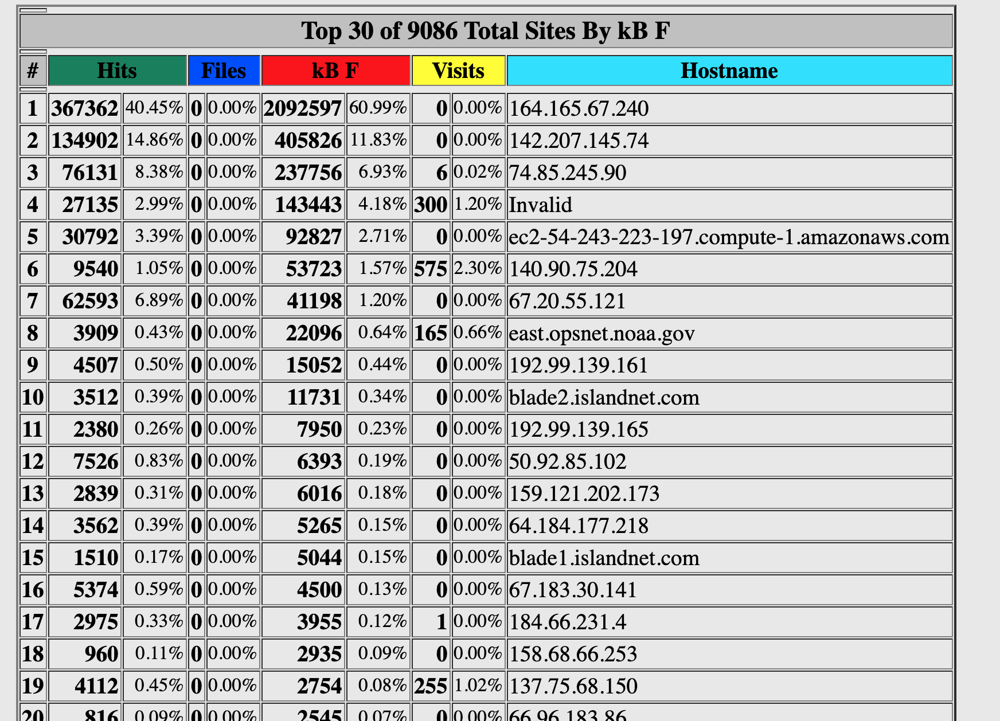 Top 30 of 9086 Total Sites By kB F
# Hits Files kB F Visits Hostname
1 367362 40.45% 0 0.00% 2092597 60.99% 0 0.00% 164.165.67.240
2 134902 14.86% 0 0.00% 405826 11.83% 0 0.00% 142.207.145.74
3 76131 8.38% 0 0.00% 237756 6.93% 6 0.02% 74.85.245.90
4 27135 2.99% 0 0.00% 143443 4.18% 300 1.20% Invalid
5 30792 3.39% 0 0.00% 92827 2.71% 0 0.00% ec2-54-243-223-197.compute-1.amazonaws.com
6 9540 1.05% 0 0.00% 53723 1.57% 575 2.30% 140.90.75.204
7 62593 6.89% 0 0.00% 41198 1.20% 0 0.00% 67.20.55.121
8 3909 0.43% 0 0.00% 22096 0.64% 165 0.66% east.opsnet.noaa.gov
9 4507 0.50% 0 0.00% 15052 0.44% 0 0.00% 192.99.139.161
10 3512 0.39% 0 0.00% 11731 0.34% 0 0.00% blade2.islandnet.com
11 2380 0.26% 0 0.00% 7950 0.23% 0 0.00% 192.99.139.165
12 7526 0.83% 0 0.00% 6393 0.19% 0 0.00% 50.92.85.102
13 2839 0.31% 0 0.00% 6016 0.18% 0 0.00% 159.121.202.173
14 3562 0.39% 0 0.00% 5265 0.15% 0 0.00% 64.184.177.218
15 1510 0.17% 0 0.00% 5044 0.15% 0 0.00% blade1.islandnet.com
16 5374 0.59% 0 0.00% 4500 0.13% 0 0.00% 67.183.30.141
17 2975 0.33% 0 0.00% 3955 0.12% 1 0.00% 184.66.231.4
18 960 0.11% 0 0.00% 2935 0.09% 0 0.00% 158.68.66.253
19 4112 0.45% 0 0.00% 2754 0.08% 255 1.02% 137.75.68.150
20 816 0.09% 0 0.00% 2545 0.07% 0 0.00% 66.96.183.86